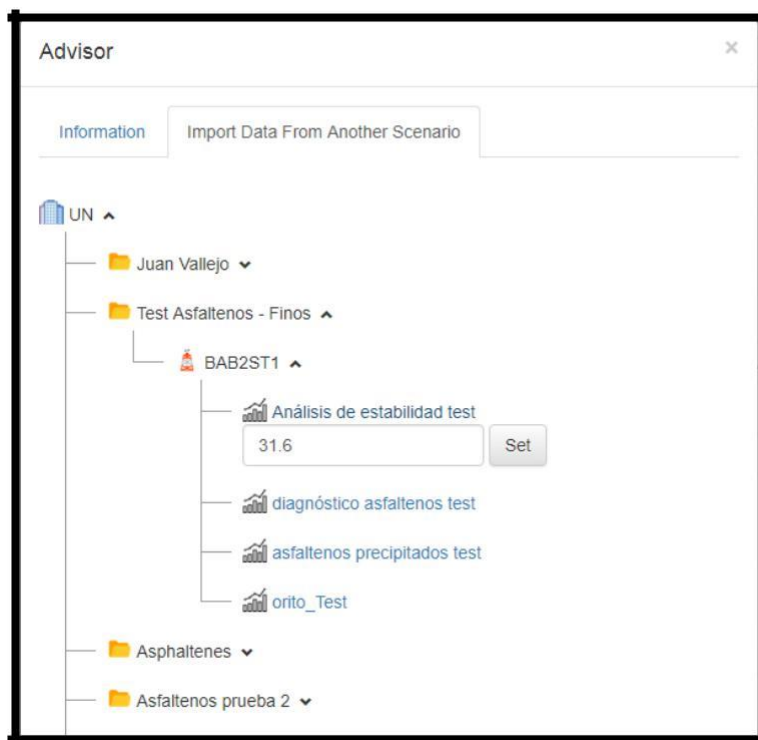 Advisor ×
Information Import Data From Another Scenario
UN
Juan Vallejo
Test Asfaltenos - Finos
BAB2ST1
Análisis de estabilidad test
31.6 Set
diagnóstico asfaltenos test
asfaltenos precipitados test
orito_Test
Asphaltenes
Asfaltenos prueba 2